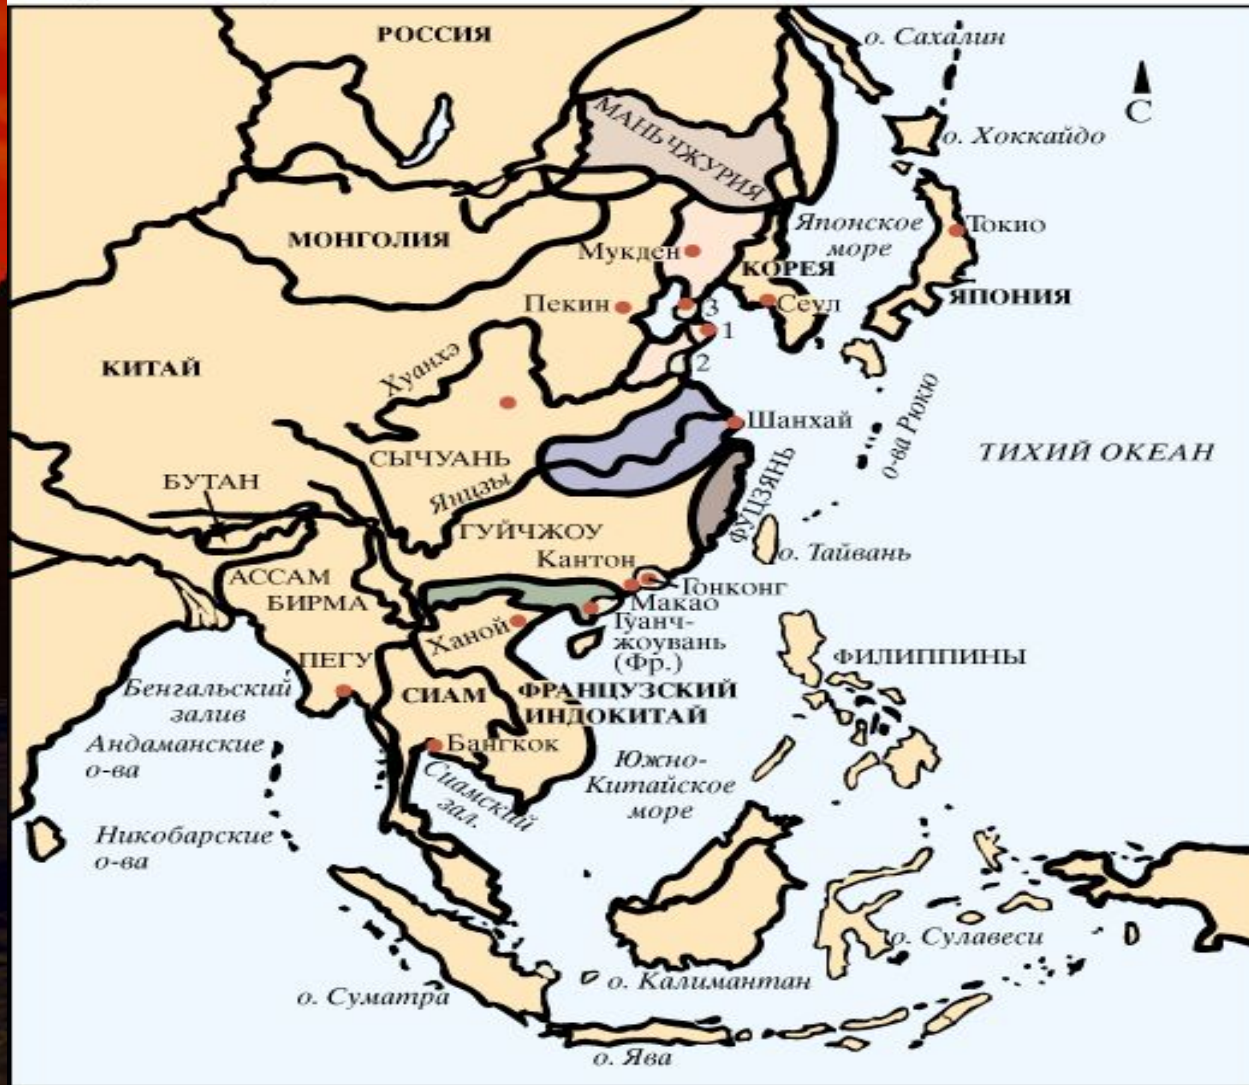 РОССИЯ
о. Сахалин
С
МАНЬЧЖУРИЯ
о. Хоккайдо
МОНГОЛИЯ
Японское
море
Токио
Мукден
КОРЕЯ
ЯПОНИЯ
Пекин
3
Сеул
1
КИТАЙ
Хуанхэ
2
о-ва Рюкю
Шанхай
ТИХИЙ ОКЕАН
СЫЧУАНЬ
БУТАН
Янцзы
ФУЦЗЯНЬ
ГУЙЧЖОУ
о. Тайвань
Кантон
АССАМ
Гонконг
БИРМА
Макао
Гуанч-
жоувань
(Фр.)
Ханой
ПЕГУ
ФИЛИППИНЫ
Бенгальский
залив
СИАМ
ФРАНЦУЗСКИЙ
ИНДОКИТАЙ
Андаманские
о-ва
Бангкок
Сиамский
зал.
Южно-
Китайское
море
Никобарские
о-ва
о. Сулавеси
о. Калимантан
о. Суматра
о. Ява